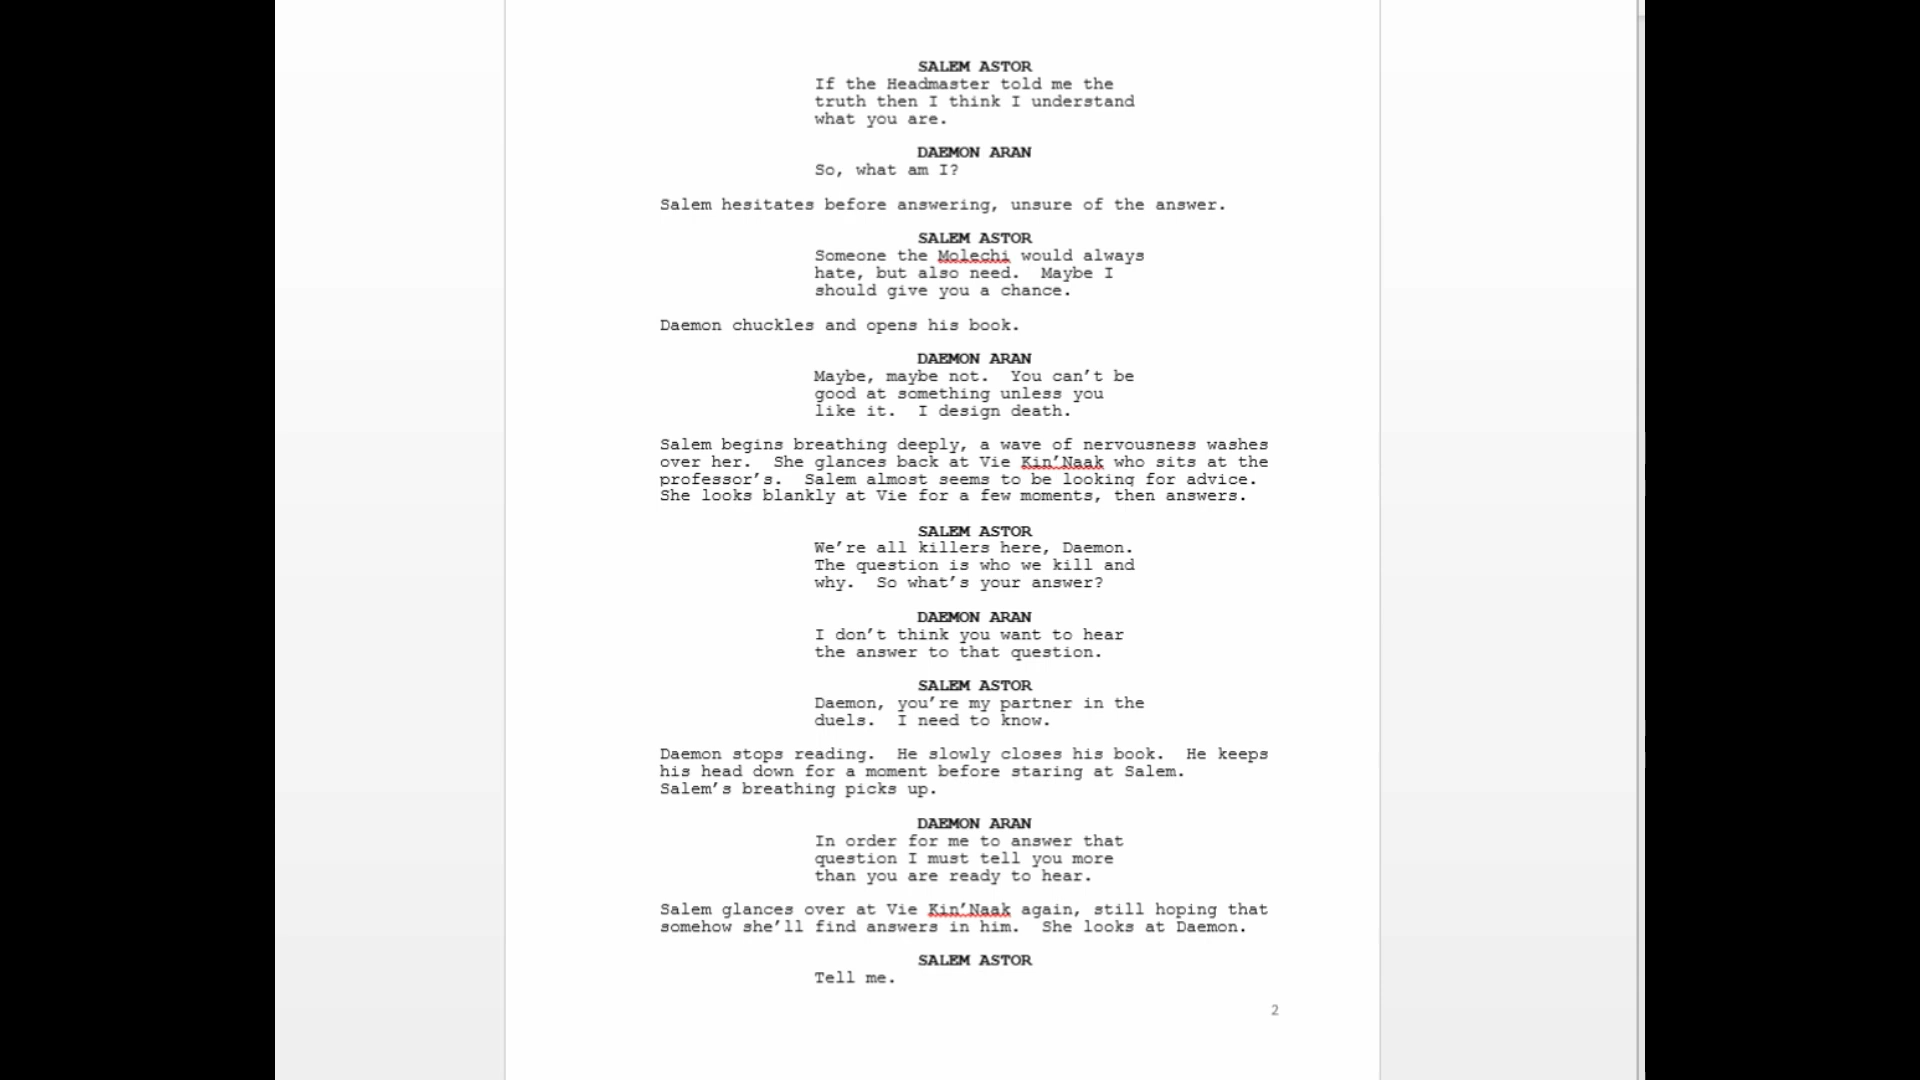 SALEM ASTOR
If the Headmaster told me the
truth then I think I understand
what you are.
DAEMON ARAN
So, what am I?
Salem hesitates before answering, unsure of the answer.
SALEM ASTOR
Someone the Molechi would always
hate, but also need.  Maybe I
should give you a chance.
Daemon chuckles and opens his book.
DAEMON ARAN
Maybe, maybe not.  You can’t be
good at something unless you
like it.  I design death.
Salem begins breathing deeply, a wave of nervousness washes
over her.  She glances back at Vie Kin’Naak who sits at the
professor’s.  Salem almost seems to be looking for advice.
She looks blankly at Vie for a few moments, then answers.
SALEM ASTOR
We’re all killers here, Daemon.
The question is who we kill and
why.  So what’s your answer?
DAEMON ARAN
I don’t think you want to hear
the answer to that question.
SALEM ASTOR
Daemon, you’re my partner in the
duels.  I need to know.
Daemon stops reading.  He slowly closes his book.  He keeps
his head down for a moment before staring at Salem.
Salem’s breathing picks up.
DAEMON ARAN
In order for me to answer that
question I must tell you more
than you are ready to hear.
Salem glances over at Vie Kin’Naak again, still hoping that
somehow she’ll find answers in him.  She looks at Daemon.
SALEM ASTOR
Tell me.
2